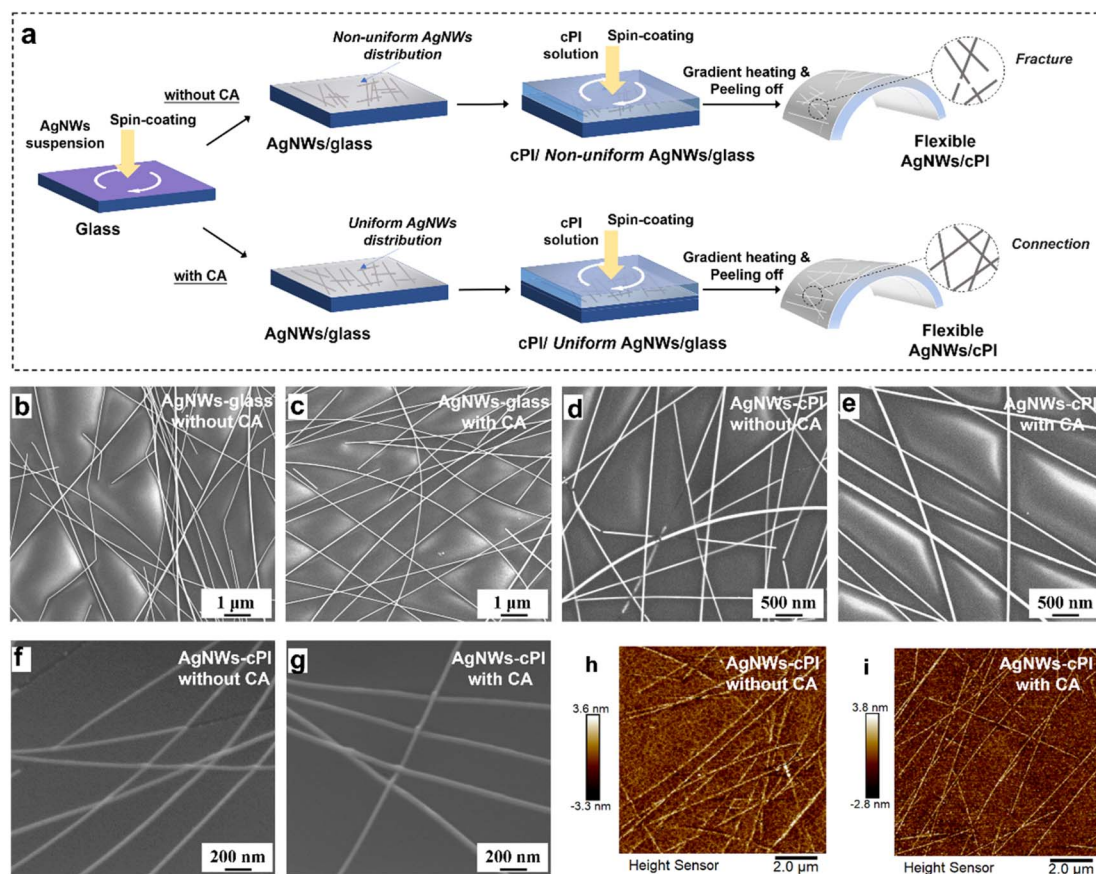 a
Non-uniform AgNWs
distribution
cPI
solution
Spin-coating
Gradient heating &
Peeling off
Fracture
without CA
AgNWs
suspension
Spin-coating
AgNWs/glass
cPI/ Non-uniform AgNWs/glass
Flexible
AgNWs/cPI
Glass
Uniform AgNWs
distribution
cPI
solution
Spin-coating
Gradient heating &
Peeling off
Connection
with CA
AgNWs/glass
cPI/ Uniform AgNWs/glass
Flexible
AgNWs/cPI
b
AgNWs-glass
without CA
1 μm
c
AgNWs-glass
with CA
1 μm
d
AgNWs-cPI
without CA
500 nm
e
AgNWs-cPI
with CA
500 nm
f
AgNWs-cPI
without CA
200 nm
g
AgNWs-cPI
with CA
200 nm
h
AgNWs-cPI
without CA
3.6 nm
-3.3 nm
Height Sensor
2.0 μm
i
AgNWs-cPI
with CA
3.8 nm
-2.8 nm
Height Sensor
2.0 μm